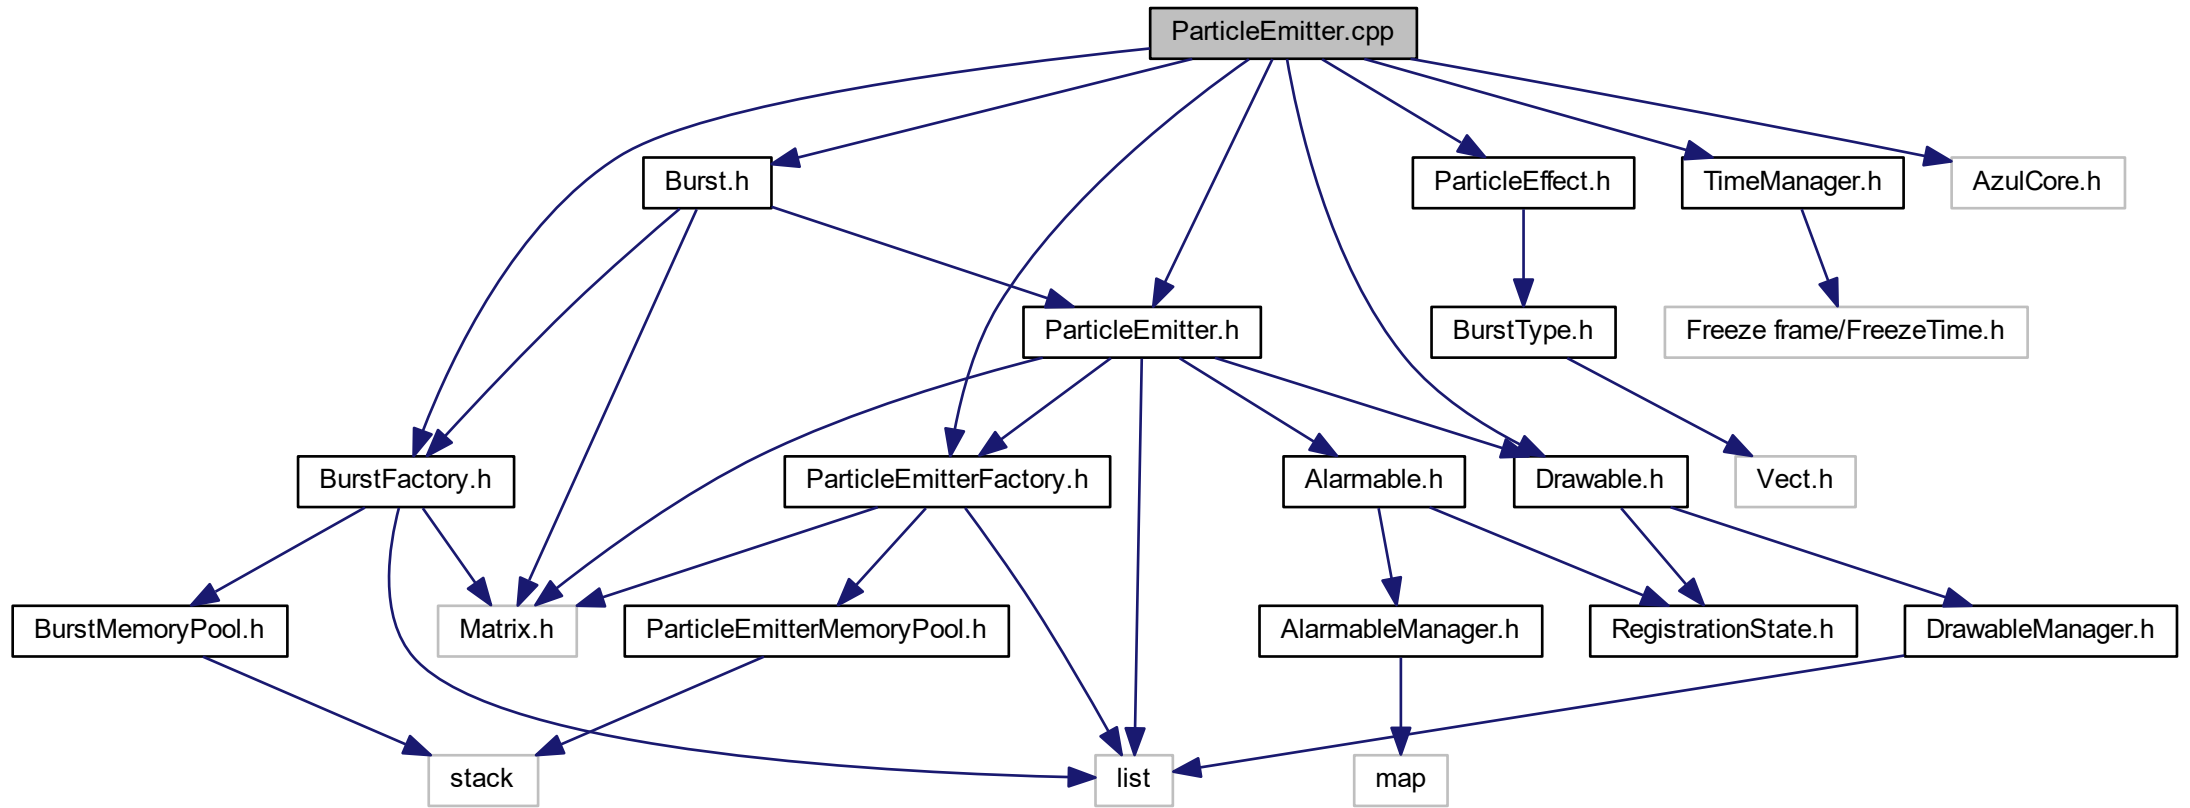 ParticleEmitter.cpp
Burst.h
ParticleEffect.h
TimeManager.h
AzulCore.h
ParticleEmitter.h
BurstType.h
Freeze frame/FreezeTime.h
BurstFactory.h
ParticleEmitterFactory.h
Alarmable.h
Drawable.h
Vect.h
BurstMemoryPool.h
Matrix.h
ParticleEmitterMemoryPool.h
AlarmableManager.h
RegistrationState.h
DrawableManager.h
stack
list
map